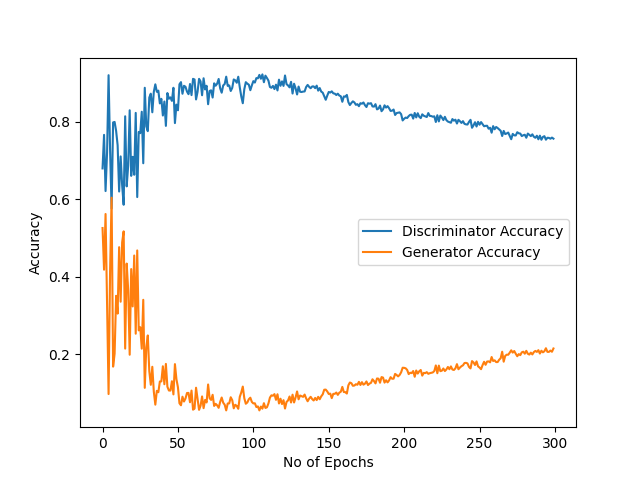 0.8
0.6
0.4
0.2
Accuracy
Discriminator Accuracy
Generator Accuracy
0 50 100 150 200 250 300
No of Epochs